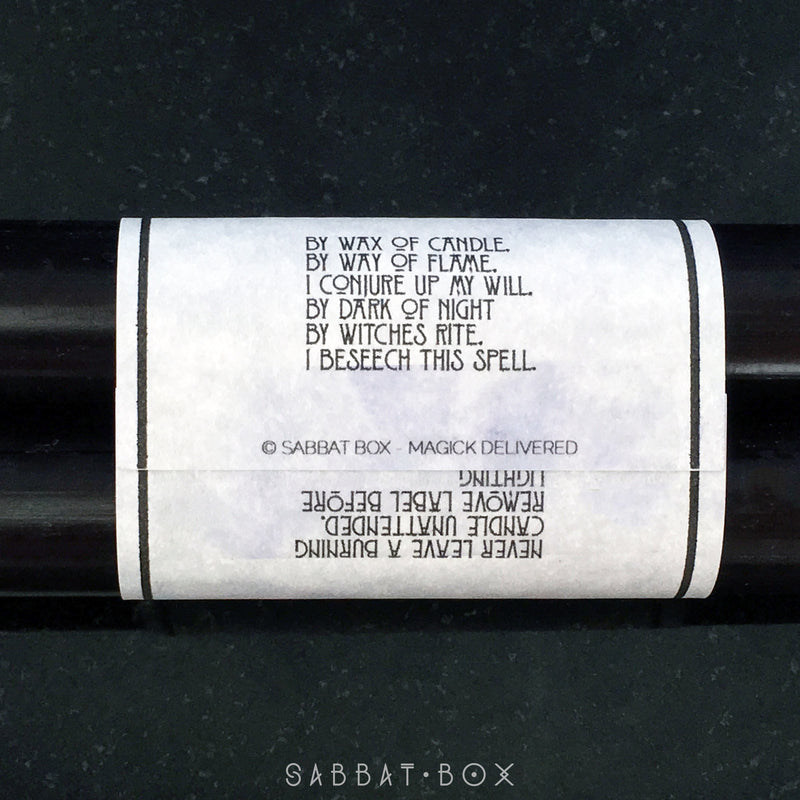 BY WAX OF CANDLE.
BY WAY OF FLAME.
I CONJURE UP MY WILL.
BY DARK OF NIGHT
BY WITCHES RITE.
I BESEECH THIS SPELL.
© SABBAT BOX - MAGICK DELIVERED
NEVER LEAVE A BURNING
CANDLE UNATTENDED.
REMOVE LABEL BEFORE
LIGHTING
SABBAT·BOX